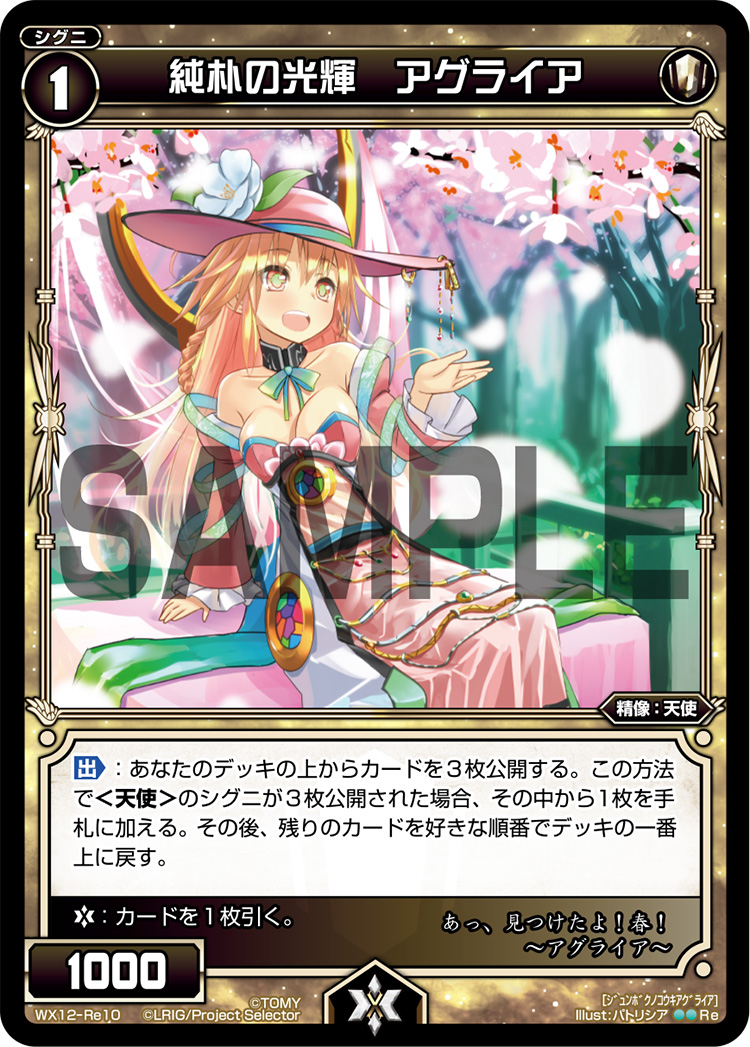 シグニ
1
純朴の光輝 アグライア
SAMPLE
精像：天使
出：あなたのデッキの上からカードを３枚公開する。この方法
で＜天使＞のシグニが３枚公開された場合、その中から１枚を手
札に加える。その後、残りのカードを好きな順番でデッキの一番
上に戻す。
：カードを１枚引く。
あっ、見つけたよ！春！
～アグライア～
1000
©TOMY
WX12-Re10 ©LRIG/Project Selector
[ｼﾞｭﾝﾎﾞｸﾉｺｳｷｱｸﾞﾗｲｱ]
Illust:パトリシア Re